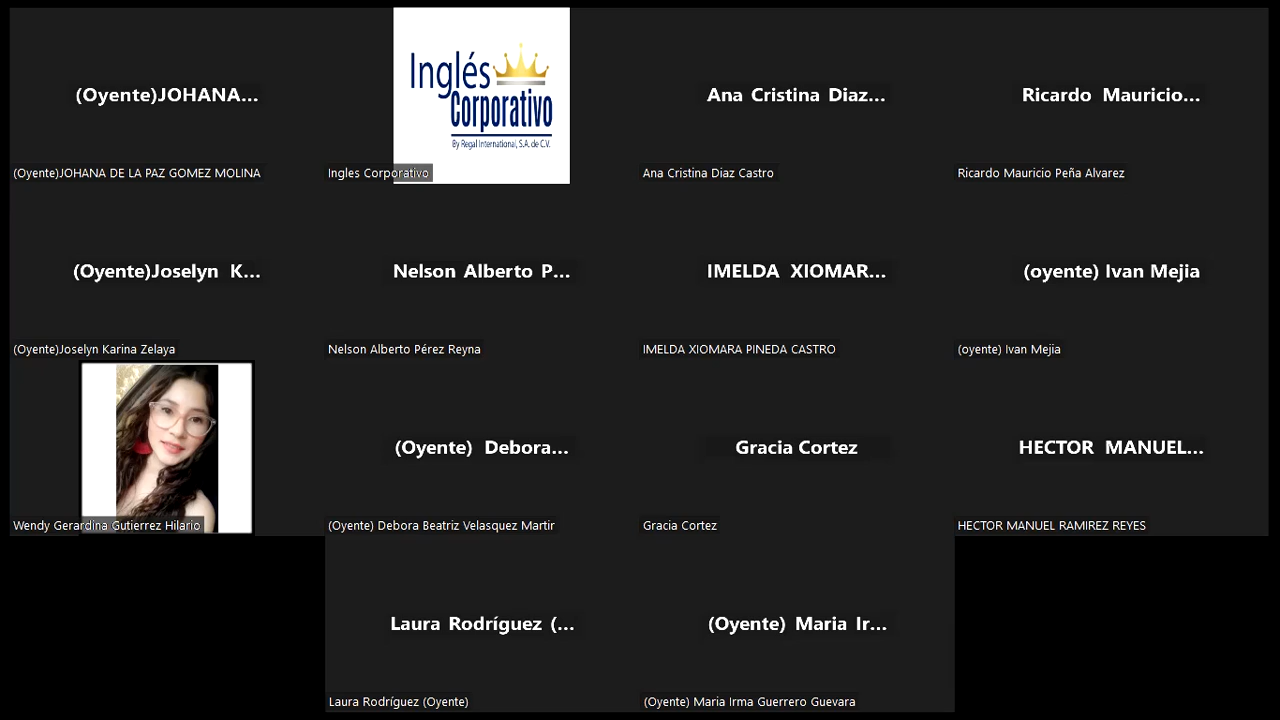 (Oyente)JOHANA...
(Oyente)JOHANA DE LA PAZ GOMEZ MOLINA
Inglés
Corporativo
By Regal International, S.A. de C.V.
Ingles Corporativo
Ana Cristina Diaz...
Ana Cristina Diaz Castro
Ricardo Mauricio...
Ricardo Mauricio Peña Alvarez
(Oyente)Joselyn K...
(Oyente)Joselyn Karina Zelaya
Nelson Alberto P...
Nelson Alberto Pérez Reyna
IMELDA XIOMAR...
IMELDA XIOMARA PINEDA CASTRO
(oyente) Ivan Mejia
(oyente) Ivan Mejia
Wendy Gerardina Gutierrez Hilario
(Oyente) Debora...
(Oyente) Debora Beatriz Velasquez Martir
Gracia Cortez
Gracia Cortez
HECTOR MANUEL...
HECTOR MANUEL RAMIREZ REYES
Laura Rodríguez (...
Laura Rodríguez (Oyente)
(Oyente) Maria Ir...
(Oyente) Maria Irma Guerrero Guevara